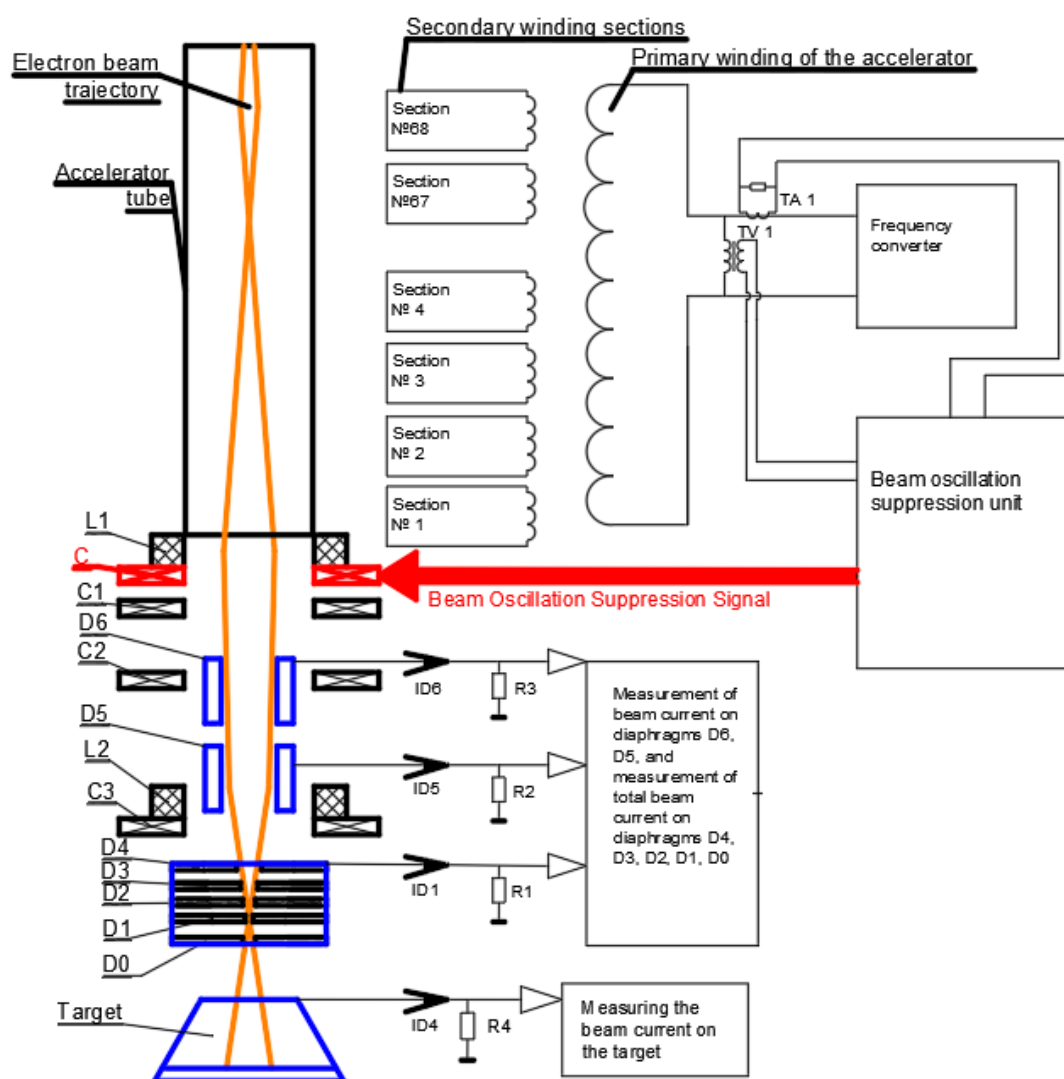 Secondary winding sections
Primary winding of the accelerator
Electron beam
trajectory
Accelerator
tube
Section
№68
Section
№67
Section
№ 4
Section
№ 3
Section
№ 2
Section
№ 1
TA 1
TV 1
Frequency
converter
Beam oscillation
suppression unit
Beam Oscillation Suppression Signal
L1
C
C1
D6
C2
D5
L2
C3
D4
D3
D2
D1
D0
Target
ID6
R3
ID5
R2
ID1
R1
ID4
R4
Measurement of
beam current on
diaphragms D6,
D5, and
measurement of
total beam
current on
diaphragms D4,
D3, D2, D1, D0
Measuring the
beam current on
the target